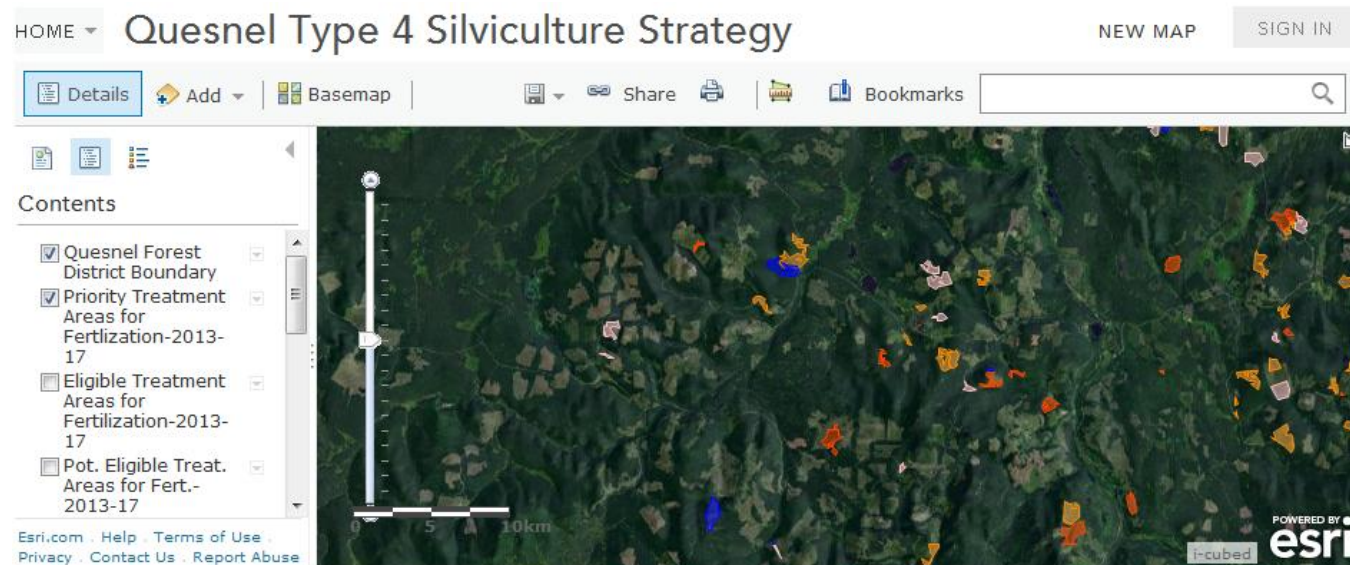 HOME Quesnel Type 4 Silviculture Strategy NEW MAP SIGN IN
Details Add Basemap Share Bookmarks
Contents
Quesnel Forest
District Boundary
Priority Treatment
Areas for
Fertlization-2013-
17
Eligible Treatment
Areas for
Fertilization-2013-
17
Pot. Eligible Treat.
Areas for Fert.-
2013-17
Esri.com . Help . Terms of Use .
Privacy . Contact Us . Report Abuse
0 5 10km
i-cubed
POWERED BY
esri